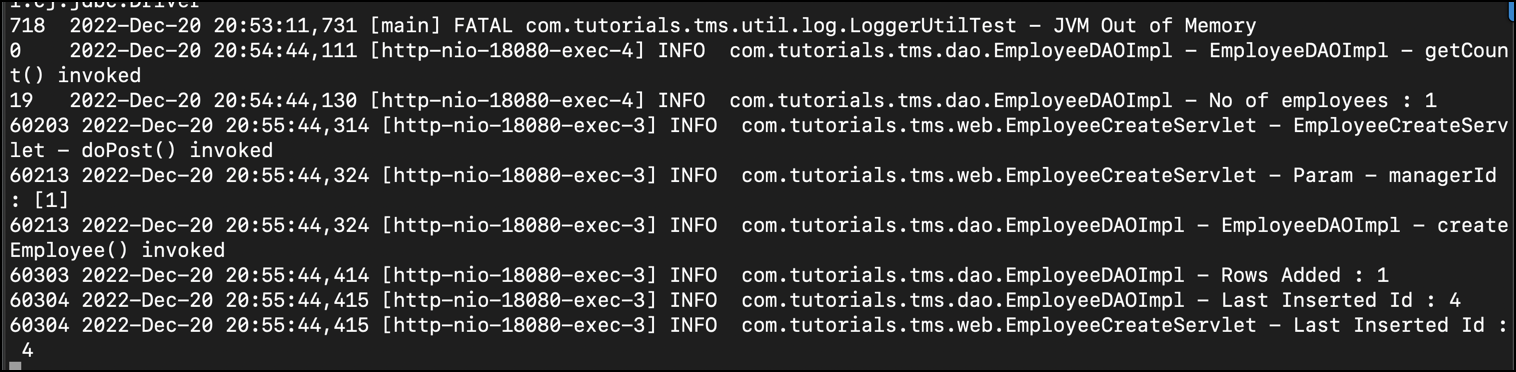 l.cj.jdbc.Driver
718  2022-Dec-20 20:53:11,731 [main] FATAL com.tutorials.tms.util.log.LoggerUtilTest – JVM Out of Memory
0    2022-Dec-20 20:54:44,111 [http-nio-18080-exec-4] INFO  com.tutorials.tms.dao.EmployeeDAOImpl – EmployeeDAOImpl – getCoun
t() invoked
19   2022-Dec-20 20:54:44,130 [http-nio-18080-exec-4] INFO  com.tutorials.tms.dao.EmployeeDAOImpl – No of employees : 1
60203 2022-Dec-20 20:55:44,314 [http-nio-18080-exec-3] INFO  com.tutorials.tms.web.EmployeeCreateServlet – EmployeeCreateServ
let – doPost() invoked
60213 2022-Dec-20 20:55:44,324 [http-nio-18080-exec-3] INFO  com.tutorials.tms.web.EmployeeCreateServlet – Param – managerId
: [1]
60213 2022-Dec-20 20:55:44,324 [http-nio-18080-exec-3] INFO  com.tutorials.tms.dao.EmployeeDAOImpl – EmployeeDAOImpl – create
Employee() invoked
60303 2022-Dec-20 20:55:44,414 [http-nio-18080-exec-3] INFO  com.tutorials.tms.dao.EmployeeDAOImpl – Rows Added : 1
60304 2022-Dec-20 20:55:44,415 [http-nio-18080-exec-3] INFO  com.tutorials.tms.dao.EmployeeDAOImpl – Last Inserted Id : 4
60304 2022-Dec-20 20:55:44,415 [http-nio-18080-exec-3] INFO  com.tutorials.tms.web.EmployeeCreateServlet – Last Inserted Id :
 4